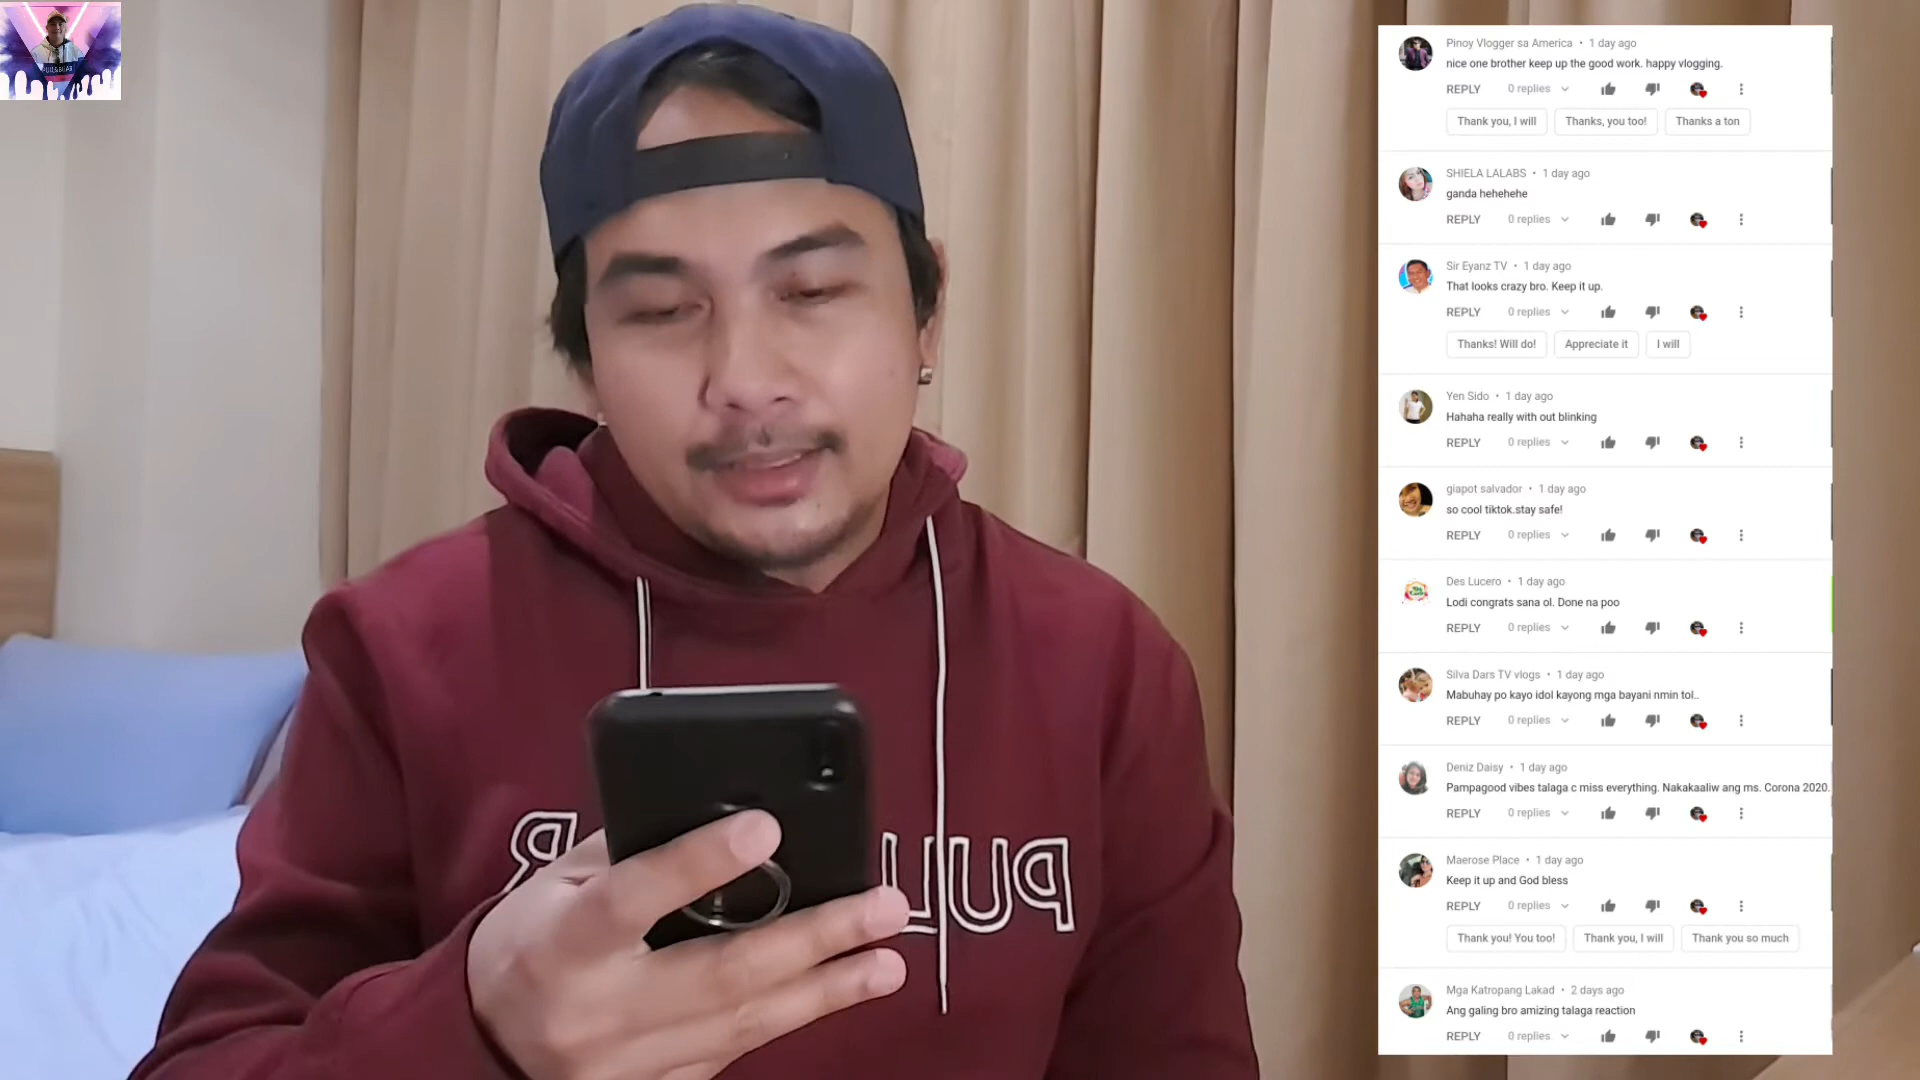 Pinoy Vlogger sa America • 1 day ago
nice one brother keep up the good work. happy vlogging.
REPLY 0 replies
Thank you, I will Thanks, you too! Thanks a ton
SHIELA LALABS • 1 day ago
ganda hehehehe
REPLY 0 replies
Sir Eyanz TV • 1 day ago
That looks crazy bro. Keep it up.
REPLY 0 replies
Thanks! Will do! Appreciate it I will
Yen Sido • 1 day ago
Hahaha really with out blinking
REPLY 0 replies
giapot salvador • 1 day ago
so cool tiktok.stay safe!
REPLY 0 replies
Des Lucero • 1 day ago
Lodi congrats sana ol. Done na poo
REPLY 0 replies
Silva Dars TV vlogs • 1 day ago
Mabuhay po kayo idol kayong mga bayani nmin tol..
REPLY 0 replies
Deniz Daisy • 1 day ago
Pampagood vibes talaga c miss everything. Nakakaaliw ang ms. Corona 2020.
REPLY 0 replies
Maerose Place • 1 day ago
Keep it up and God bless
REPLY 0 replies
Thank you! You too! Thank you, I will Thank you so much
Mga Katropang Lakad • 2 days ago
Ang galing bro amizing talaga reaction
REPLY 0 replies
PULL R